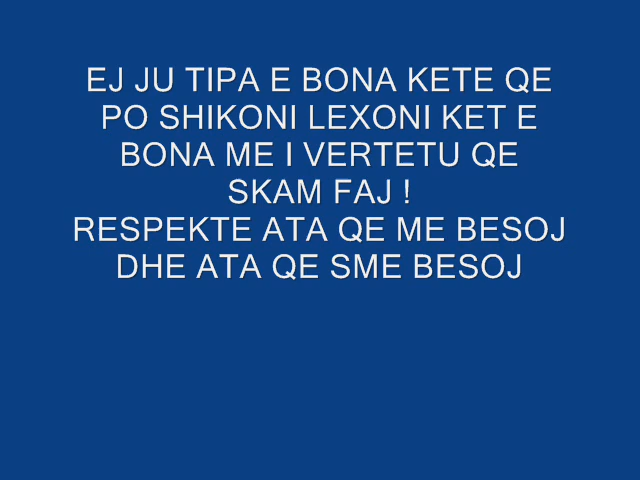 EJ JU TIPA E BONA KETE QE
PO SHIKONI LEXONI KET E
BONA ME I VERTETU QE
SKAM FAJ !
RESPEKTE ATA QE ME BESOJ
DHE ATA QE SME BESOJ